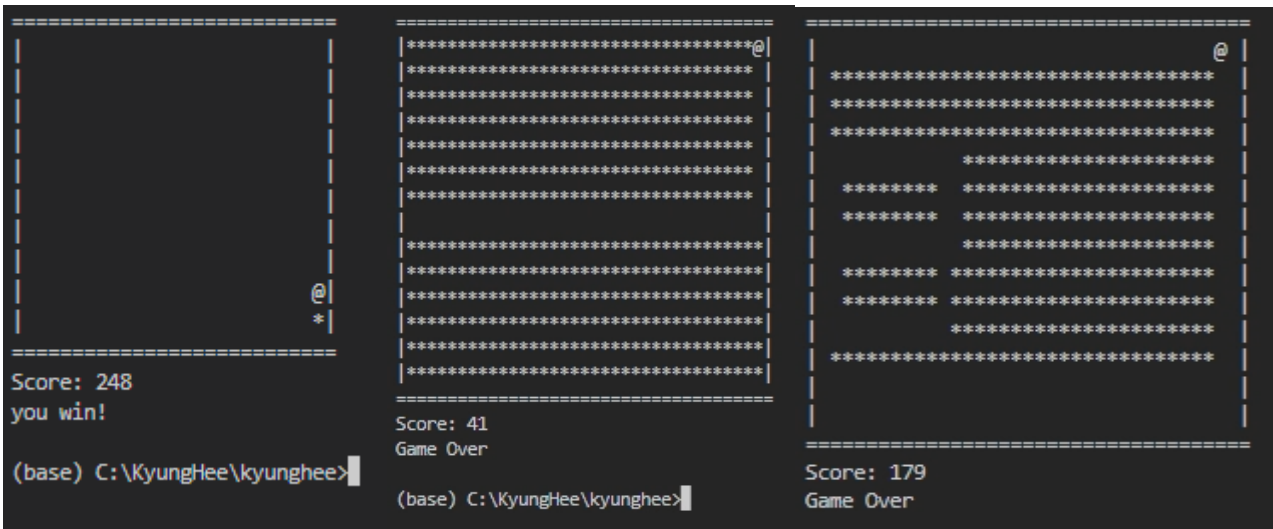 Score: 248
you win!
(base) C:\KyungHee\kyunghee>
Score: 41
Game Over
(base) C:\KyungHee\kyunghee>
Score: 179
Game Over